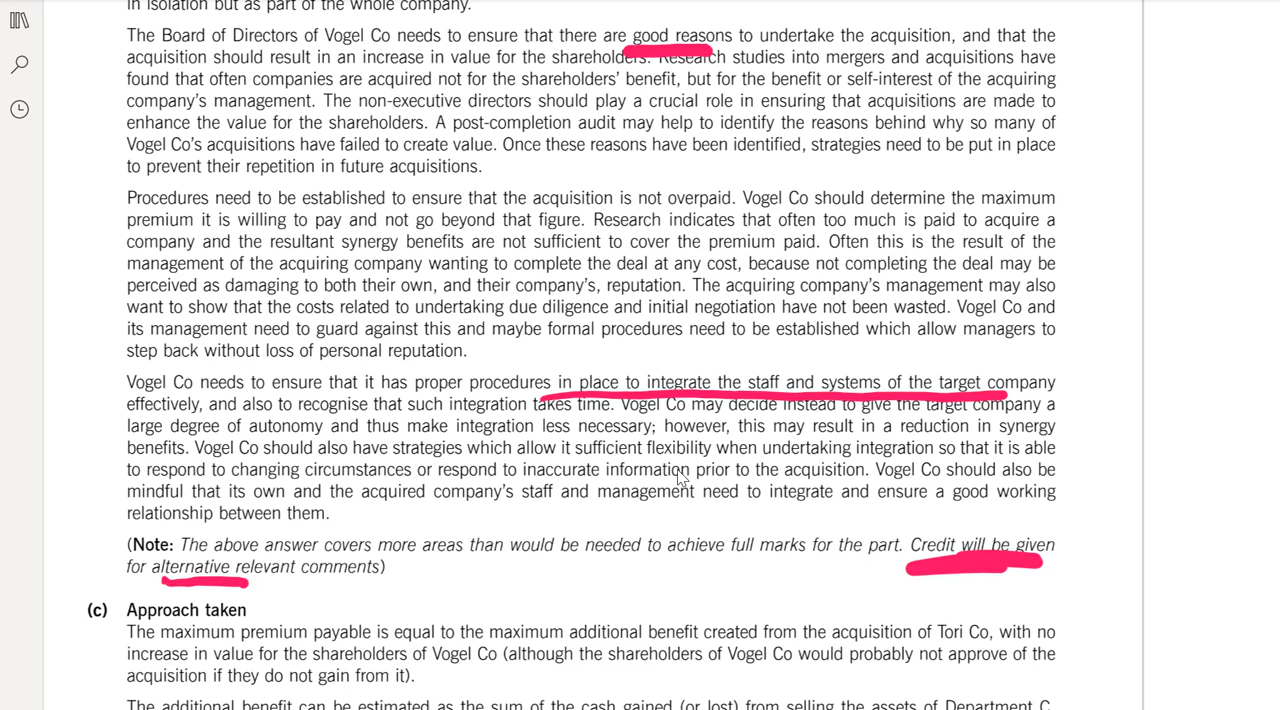 in isolation but as part of the whole company.
The Board of Directors of Vogel Co needs to ensure that there are good reasons to undertake the acquisition, and that the
acquisition should result in an increase in value for the shareholders. Research studies into mergers and acquisitions have
found that often companies are acquired not for the shareholders’ benefit, but for the benefit or self-interest of the acquiring
company’s management. The non-executive directors should play a crucial role in ensuring that acquisitions are made to
enhance the value for the shareholders. A post-completion audit may help to identify the reasons behind why so many of
Vogel Co’s acquisitions have failed to create value. Once these reasons have been identified, strategies need to be put in place
to prevent their repetition in future acquisitions.
Procedures need to be established to ensure that the acquisition is not overpaid. Vogel Co should determine the maximum
premium it is willing to pay and not go beyond that figure. Research indicates that often too much is paid to acquire a
company and the resultant synergy benefits are not sufficient to cover the premium paid. Often this is the result of the
management of the acquiring company wanting to complete the deal at any cost, because not completing the deal may be
perceived as damaging to both their own, and their company’s, reputation. The acquiring company’s management may also
want to show that the costs related to undertaking due diligence and initial negotiation have not been wasted. Vogel Co and
its management need to guard against this and maybe formal procedures need to be established which allow managers to
step back without loss of personal reputation.
Vogel Co needs to ensure that it has proper procedures in place to integrate the staff and systems of the target company
effectively, and also to recognise that such integration takes time. Vogel Co may decide instead to give the target company a
large degree of autonomy and thus make integration less necessary; however, this may result in a reduction in synergy
benefits. Vogel Co should also have strategies which allow it sufficient flexibility when undertaking integration so that it is able
to respond to changing circumstances or respond to inaccurate information prior to the acquisition. Vogel Co should also be
mindful that its own and the acquired company’s staff and management need to integrate and ensure a good working
relationship between them.
(Note: The above answer covers more areas than would be needed to achieve full marks for the part. Credit will be given
for alternative relevant comments)
(c) Approach taken
The maximum premium payable is equal to the maximum additional benefit created from the acquisition of Tori Co, with no
increase in value for the shareholders of Vogel Co (although the shareholders of Vogel Co would probably not approve of the
acquisition if they do not gain from it).
The additional benefit can be estimated as the sum of the cash gained (or lost) from selling the assets of Department C,